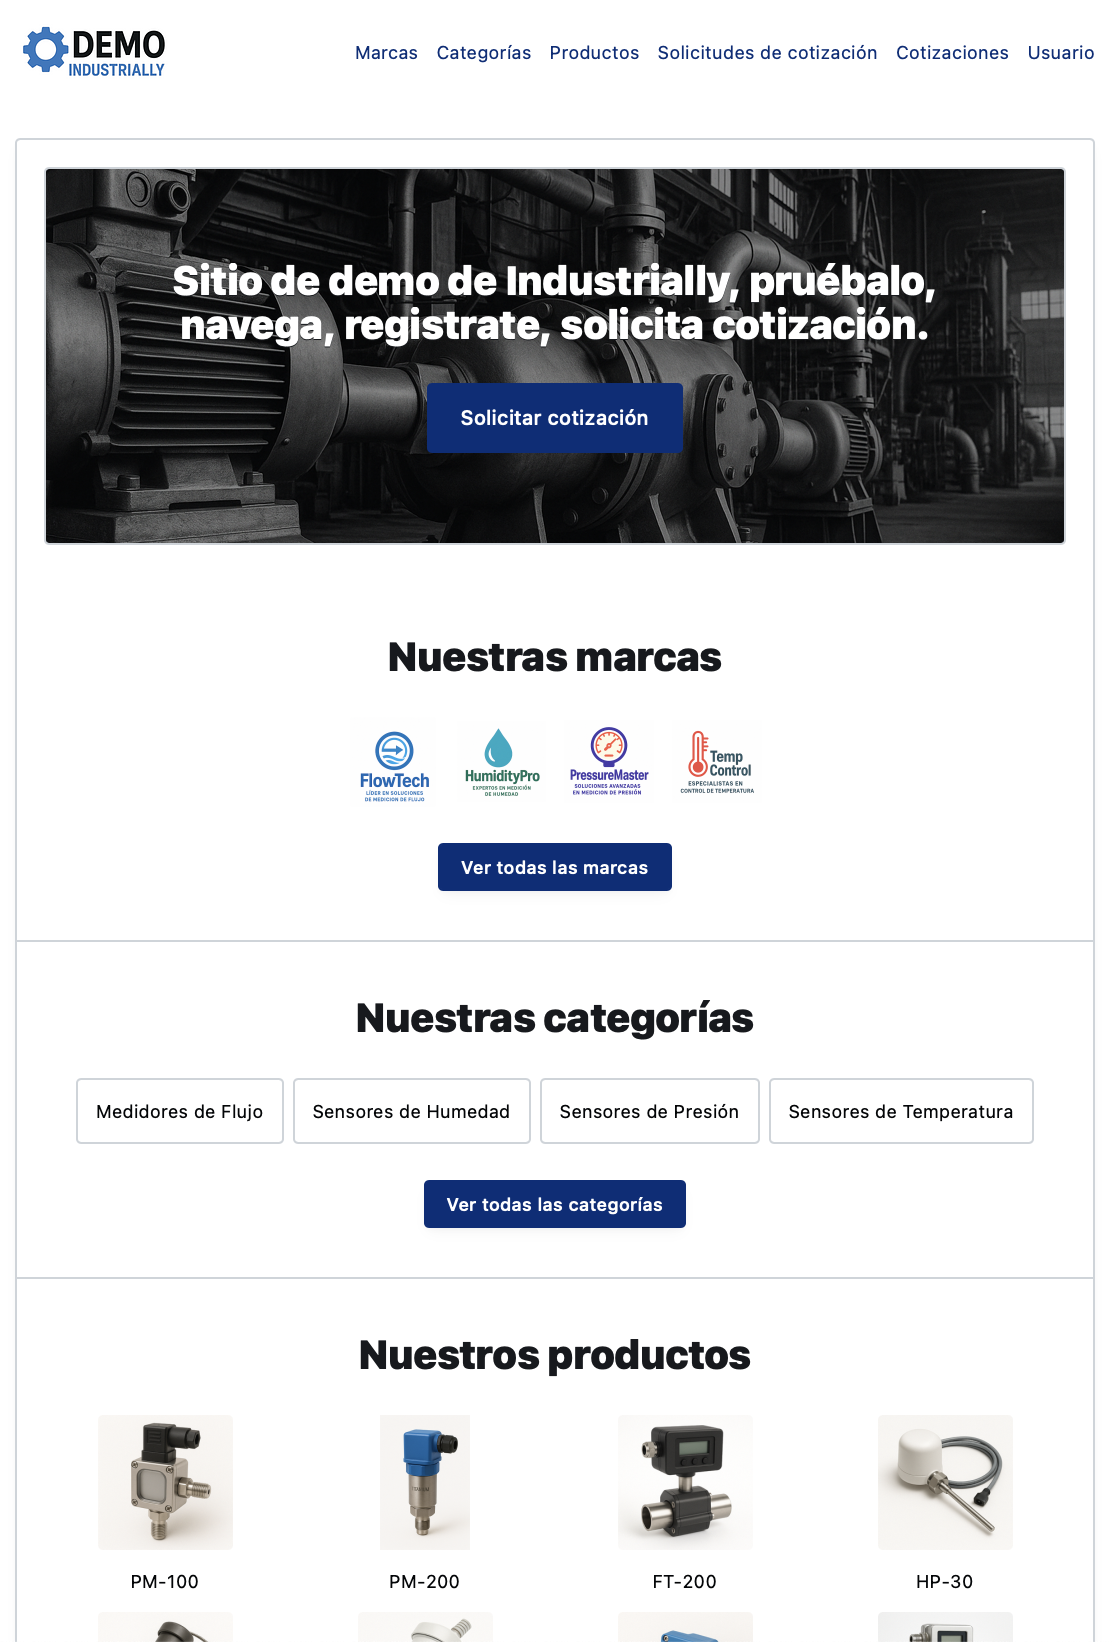 DEMO
INDUSTRIALLY
Marcas Categorías Productos Solicitudes de cotización Cotizaciones Usuario
Sitio de demo de Industrially, pruébalo,
navega, registrate, solicita cotización.
Solicitar cotización
Nuestras marcas
FlowTech
LÍDER EN SOLUCIONES
DE MEDICION DE FLUJO
HumidityPro
EXPERTOS EN MEDICIÓN
DE HUMEDAD
PressureMaster
SOLUCIONES AVANZADAS
EN MEDICION DE PRESIÓN
Temp
Control
ESPECIALISTAS EN
CONTROL DE TEMPERATURA
Ver todas las marcas
Nuestras categorías
Medidores de Flujo
Sensores de Humedad
Sensores de Presión
Sensores de Temperatura
Ver todas las categorías
Nuestros productos
PM-100
PM-200
FT-200
HP-30